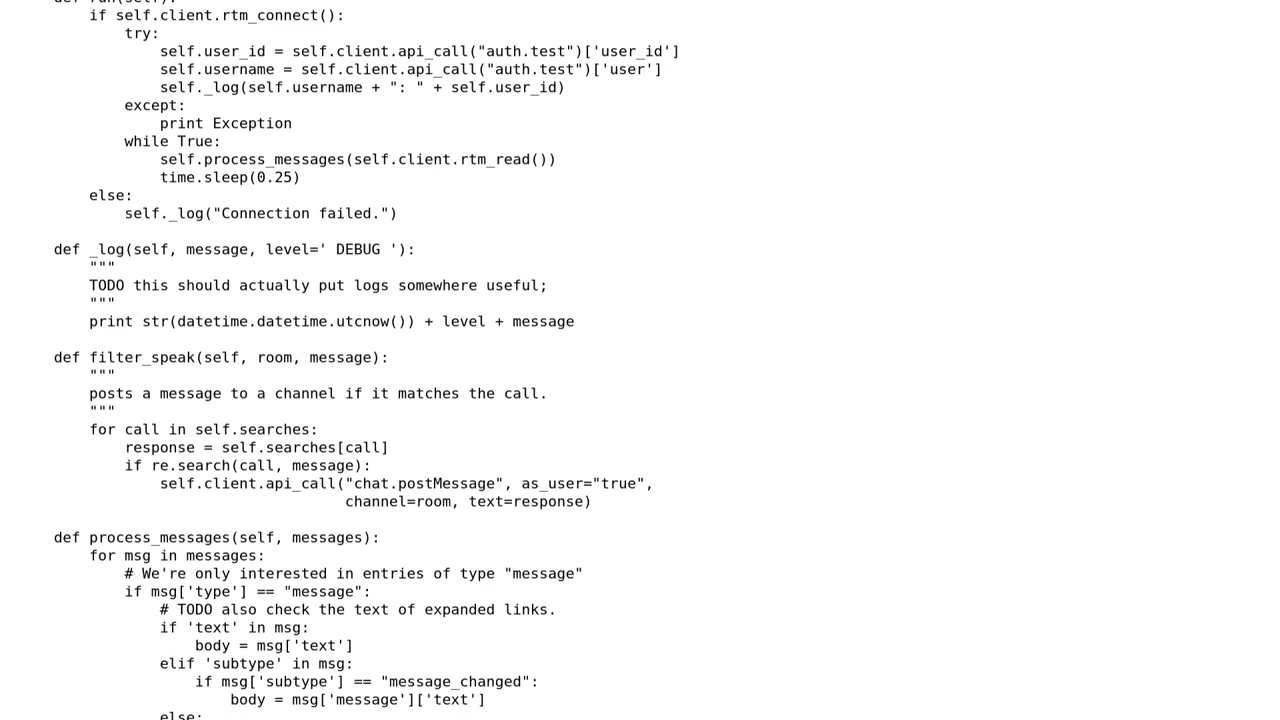 def run(self):
if self.client.rtm_connect():
try:
self.user_id = self.client.api_call("auth.test")['user_id']
self.username = self.client.api_call("auth.test")['user']
self._log(self.username + ": " + self.user_id)
except:
print Exception
while True:
self.process_messages(self.client.rtm_read())
time.sleep(0.25)
else:
self._log("Connection failed.")
def _log(self, message, level=' DEBUG '):
"""
TODO this should actually put logs somewhere useful;
"""
print str(datetime.datetime.utcnow()) + level + message
def filter_speak(self, room, message):
"""
posts a message to a channel if it matches the call.
"""
for call in self.searches:
response = self.searches[call]
if re.search(call, message):
self.client.api_call("chat.postMessage", as_user="true",
channel=room, text=response)
def process_messages(self, messages):
for msg in messages:
# We're only interested in entries of type "message"
if msg['type'] == "message":
# TODO also check the text of expanded links.
if 'text' in msg:
body = msg['text']
elif 'subtype' in msg:
if msg['subtype'] == "message_changed":
body = msg['message']['text']
else: